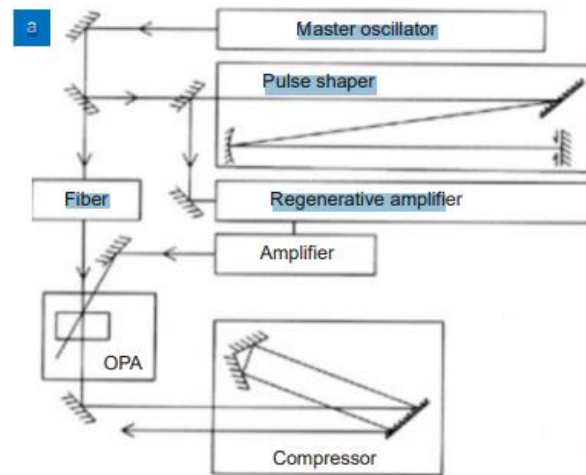 a
Master oscillator
Pulse shaper
Fiber
Regenerative amplifier
Amplifier
OPA
Compressor